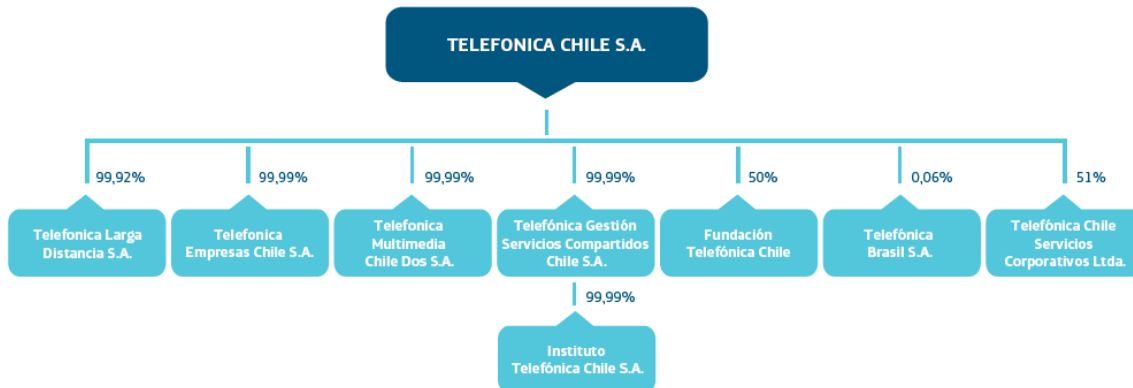 TELEFONICA CHILE S.A.
99,92%
99,99%
99,99%
99,99%
50%
0,06%
51%
Telefonica Larga
Distancia S.A.
Telefonica
Empresas Chile S.A.
Telefonica
Multimedia
Chile Dos S.A.
Telefónica Gestión
Servicios Compartidos
Chile S.A.
Fundación
Telefónica Chile
Telefónica
Brasil S.A.
Telefónica Chile
Servicios
Corporativos Ltda.
99,99%
Instituto
Telefónica Chile S.A.